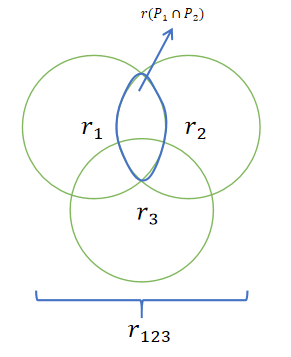 r(P₁ ∩ P₂)
r₁ r₂
r₃
r₁₂₃